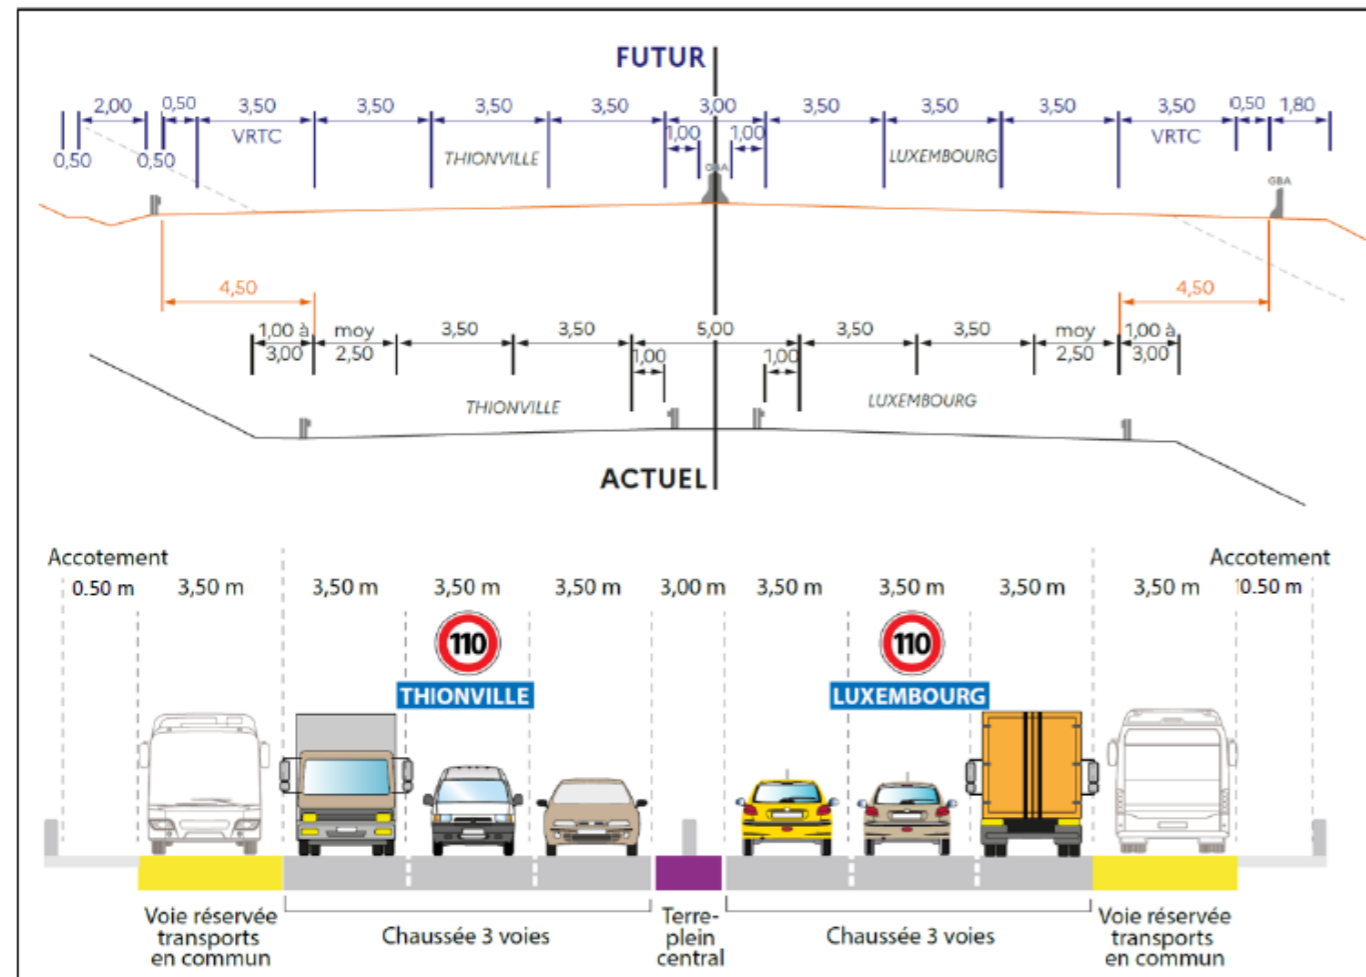 FUTUR
2,00 0,50 3,50 3,50 3,50 3,50 3,00 3,50 3,50 3,50 3,50 0,50 1,80
VRTC 1,00 1,00 VRTC
0,50 0,50 THIONVILLE LUXEMBOURG
GBA GBA
4,50 4,50
1,00 à moy 3,50 3,50 5,00 3,50 3,50 moy 1,00 à
3,00 2,50 1,00 1,00 2,50 3,00
THIONVILLE LUXEMBOURG
ACTUEL
Accotement Accotement
0.50 m 3,50 m 3,50 m 3,50 m 3,50 m 3,00 m 3,50 m 3,50 m 3,50 m 3,50 m 0.50 m
110 110
THIONVILLE LUXEMBOURG
Voie réservée
transports
en commun
Chaussée 3 voies
Terre-
plein
central
Chaussée 3 voies
Voie réservée
transports
en commun